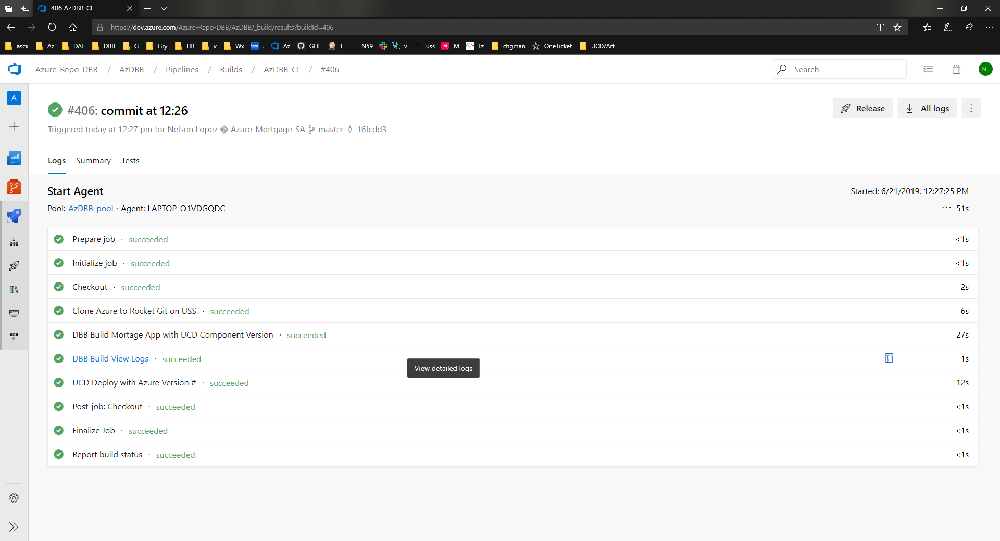 406 AzDBB-CI
https://dev.azure.com/Azure-Repo-DBB/AzDBB/_build/results?buildId=406
ascii Az DAT DBB G Gry HR v Wx box . Az GHE J N59 v uss M M Tz chgman OneTicket UCD/Art
Azure-Repo-DBB / AzDBB / Pipelines / Builds / AzDBB-CI / #406 Search NL
A
#406: commit at 12:26 Release All logs
Triggered today at 12:27 pm for Nelson Lopez Azure-Mortgage-SA master 16fcdd3
Logs Summary Tests
Start Agent Started: 6/21/2019, 12:27:25 PM
Pool: AzDBB-pool · Agent: LAPTOP-O1VDGQDC ··· 51s
Prepare job · succeeded <1s
Initialize job · succeeded <1s
Checkout · succeeded 2s
Clone Azure to Rocket Git on USS · succeeded 6s
DBB Build Mortage App with UCD Component Version · succeeded 27s
DBB Build View Logs · succeeded 1s
View detailed logs
UCD Deploy with Azure Version # · succeeded 12s
Post-job: Checkout · succeeded <1s
Finalize Job · succeeded <1s
Report build status · succeeded <1s